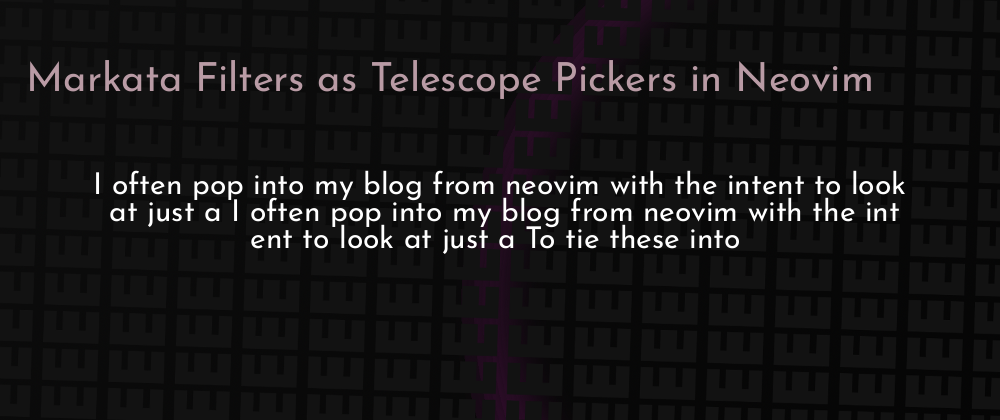 Markata Filters as Telescope Pickers in Neovim
I often pop into my blog from neovim with the intent to look
at just a I often pop into my blog from neovim with the int
ent to look at just a To tie these into